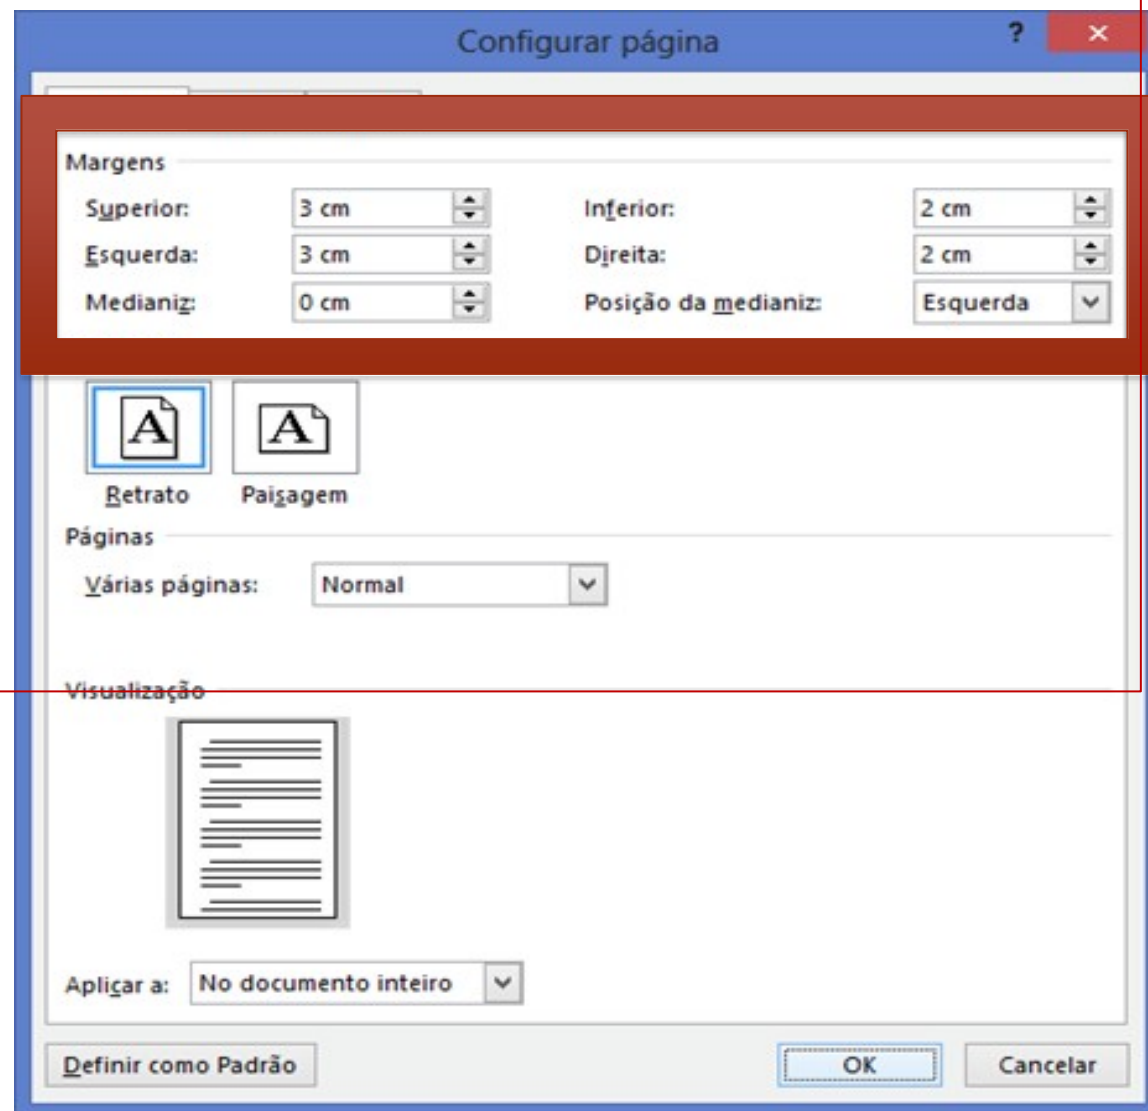 Configurar página
?
Margens
Superior: 3 cm Inferior: 2 cm
Esquerda: 3 cm Direita: 2 cm
Medianiz: 0 cm Posição da medianiz: Esquerda
A A
Retrato Paisagem
Páginas
Várias páginas: Normal
Visualização
Aplicar a: No documento inteiro
Definir como Padrão OK Cancelar